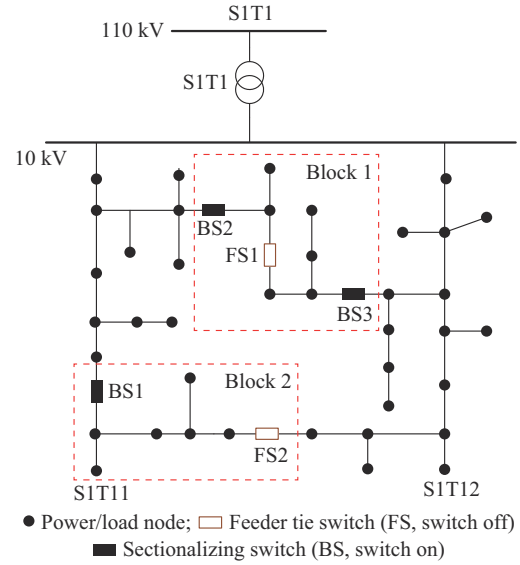 S1T1
110 kV
S1T1
10 kV
Block 1
BS2
FS1
BS3
Block 2
BS1
FS2
S1T11
S1T12
Power/load node; Feeder tie switch (FS, switch off)
Sectionalizing switch (BS, switch on)